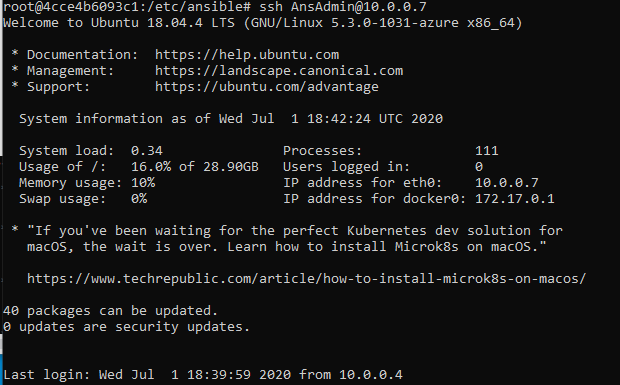 root@4cce4b6093c1:/etc/ansible# ssh AnsAdmin@10.0.0.7
Welcome to Ubuntu 18.04.4 LTS (GNU/Linux 5.3.0-1031-azure x86_64)
* Documentation:  https://help.ubuntu.com
* Management:     https://landscape.canonical.com
* Support:        https://ubuntu.com/advantage
System information as of Wed Jul  1 18:42:24 UTC 2020
System load:  0.34               Processes:              111
Usage of /:   16.0% of 28.90GB   Users logged in:        0
Memory usage: 10%                IP address for eth0:    10.0.0.7
Swap usage:   0%                 IP address for docker0: 172.17.0.1
* "If you've been waiting for the perfect Kubernetes dev solution for
macOS, the wait is over. Learn how to install Microk8s on macOS."
https://www.techrepublic.com/article/how-to-install-microk8s-on-macos/
40 packages can be updated.
0 updates are security updates.
Last login: Wed Jul  1 18:39:59 2020 from 10.0.0.4